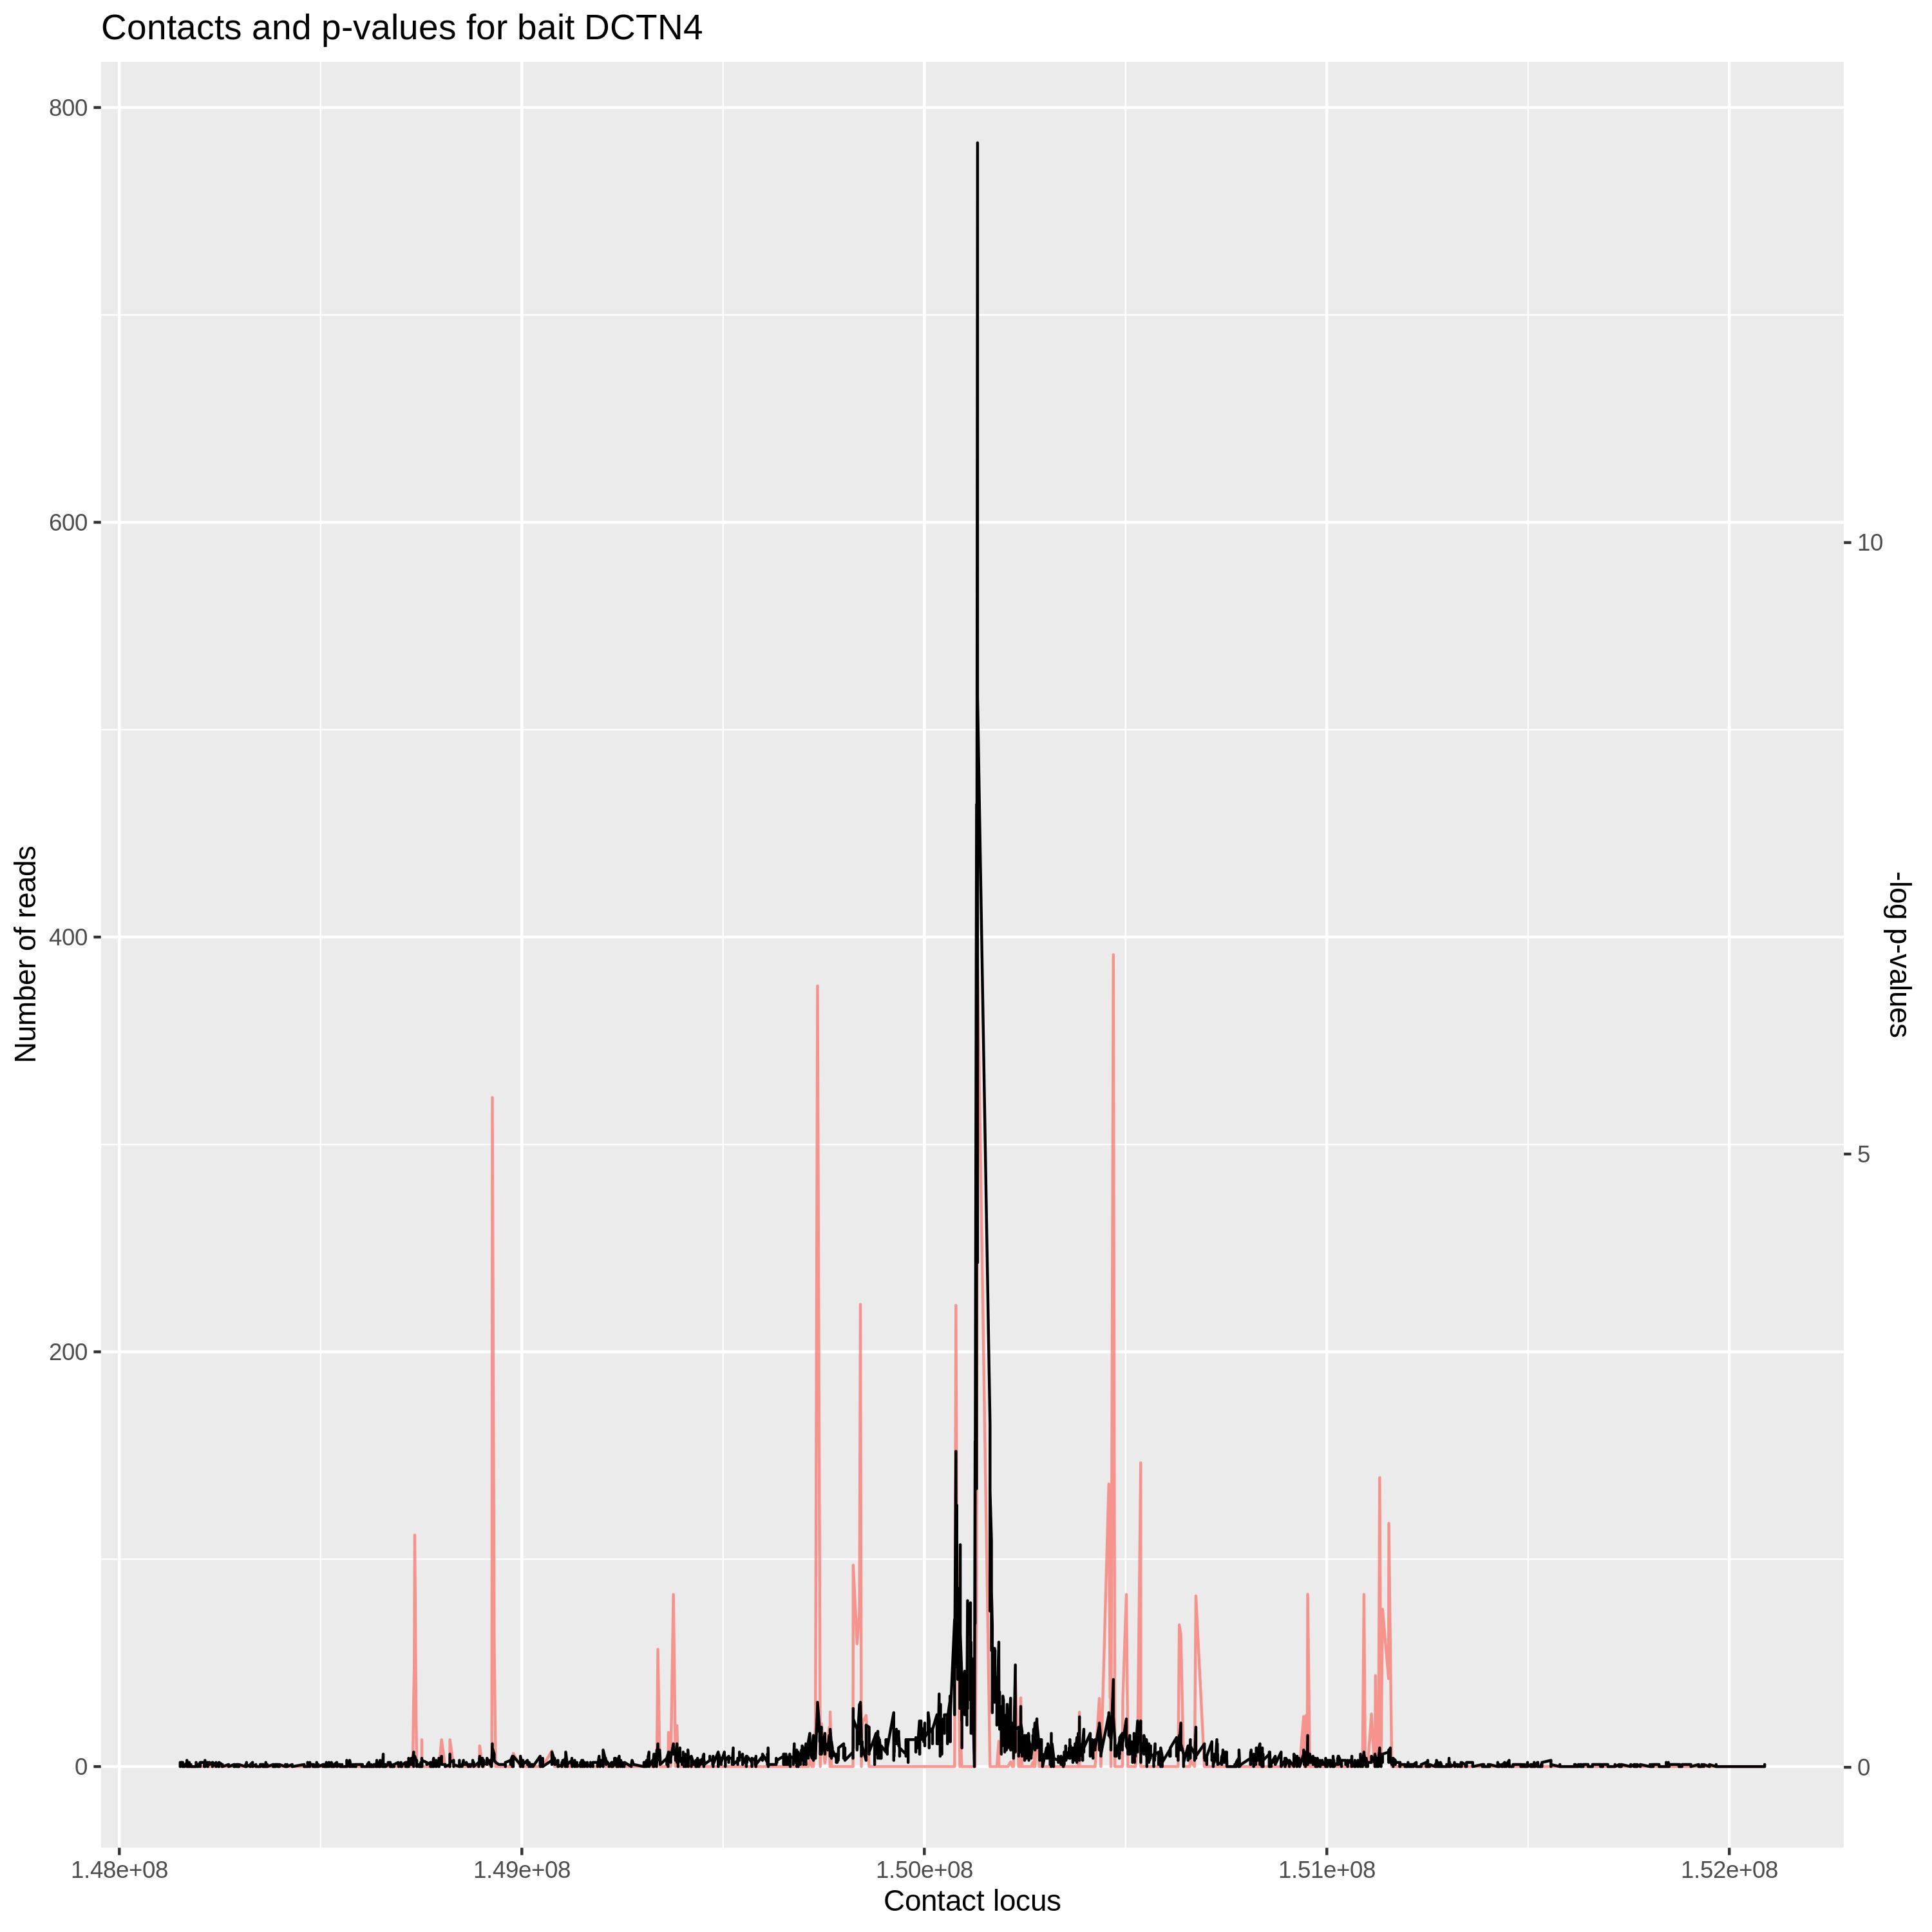 Contacts and p-values for bait DCTN4
800
600
400
200
0
Number of reads
10
5
0
-log p-values
1.48e+08
1.49e+08
1.50e+08
1.51e+08
1.52e+08
Contact locus